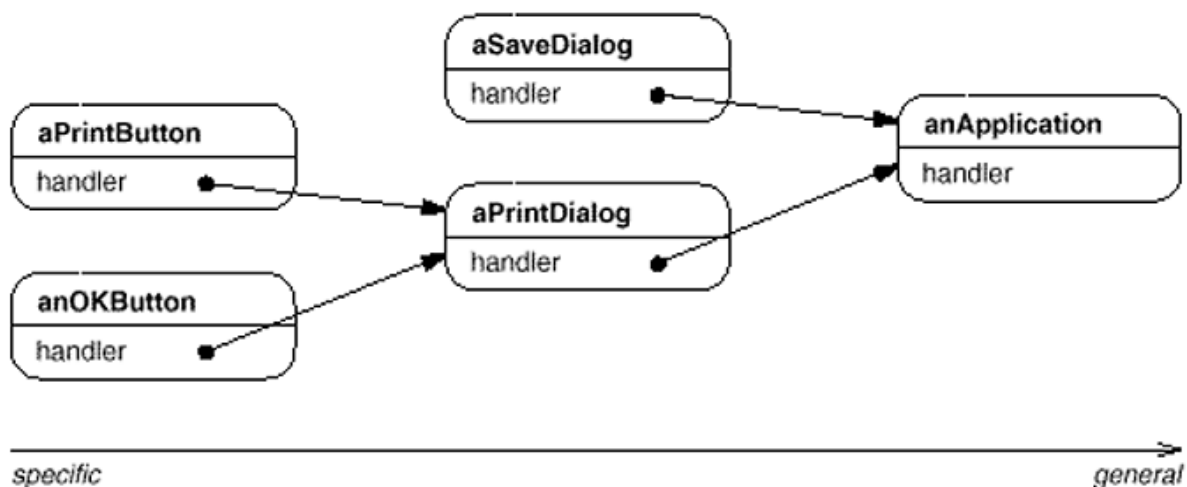 aSaveDialog
handler
aPrintButton
handler
anApplication
handler
aPrintDialog
handler
anOKButton
handler
specific
general